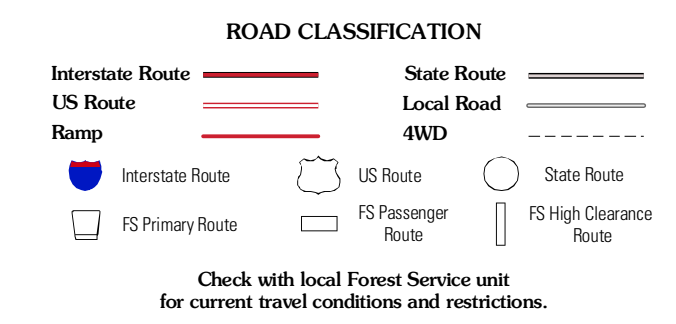 ROAD CLASSIFICATION
Interstate Route
State Route
US Route
Local Road
Ramp
4WD
Interstate Route
US Route
State Route
FS Primary Route
FS Passenger
Route
FS High Clearance
Route
Check with local Forest Service unit
for current travel conditions and restrictions.